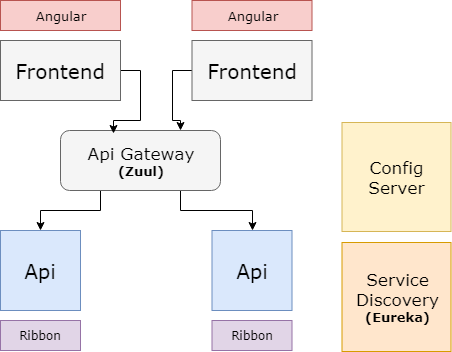 Angular
Angular
Frontend
Frontend
Api Gateway
(Zuul)
Config
Server
Api
Api
Service
Discovery
(Eureka)
Ribbon
Ribbon